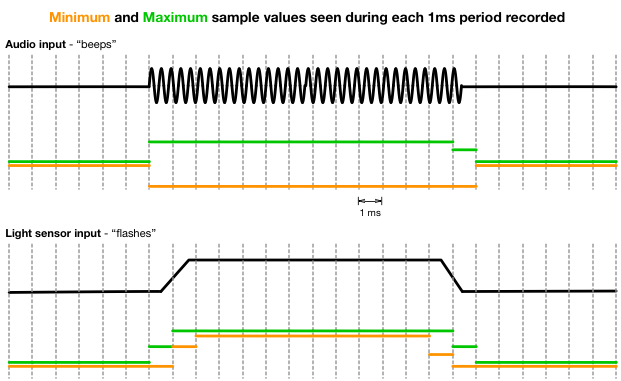 Minimum and Maximum sample values seen during each 1ms period recorded
Audio input - “beeps”
1 ms
Light sensor input - “flashes”